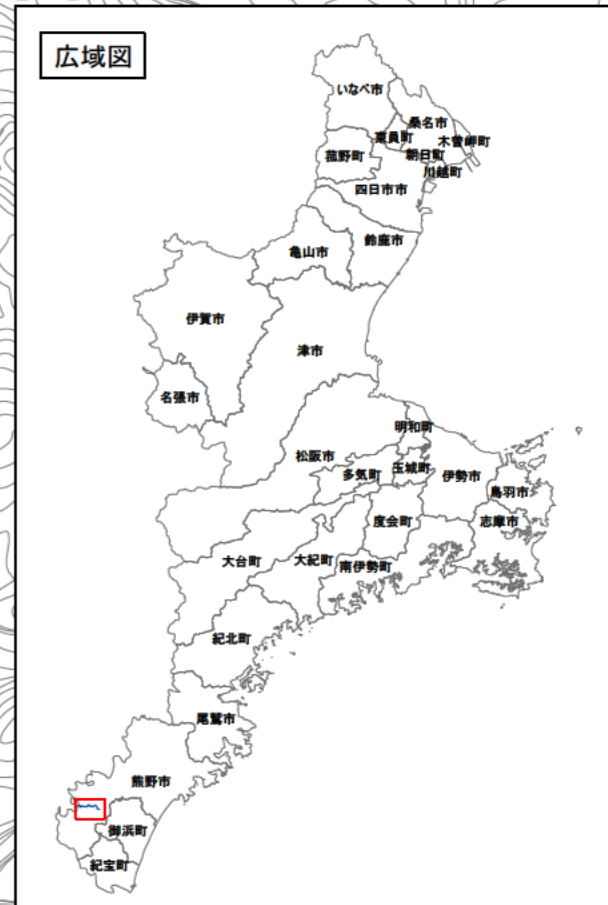 広域図
いなべ市
桑名市
東員町
木曽岬町
朝日町
菰野町
川越町
四日市市
鈴鹿市
亀山市
伊賀市
津市
名張市
明和町
松阪市
玉城町
多気町
伊勢市
鳥羽市
度会町
志摩市
大台町
大紀町
南伊勢町
紀北町
尾鷲市
熊野市
御浜町
紀宝町